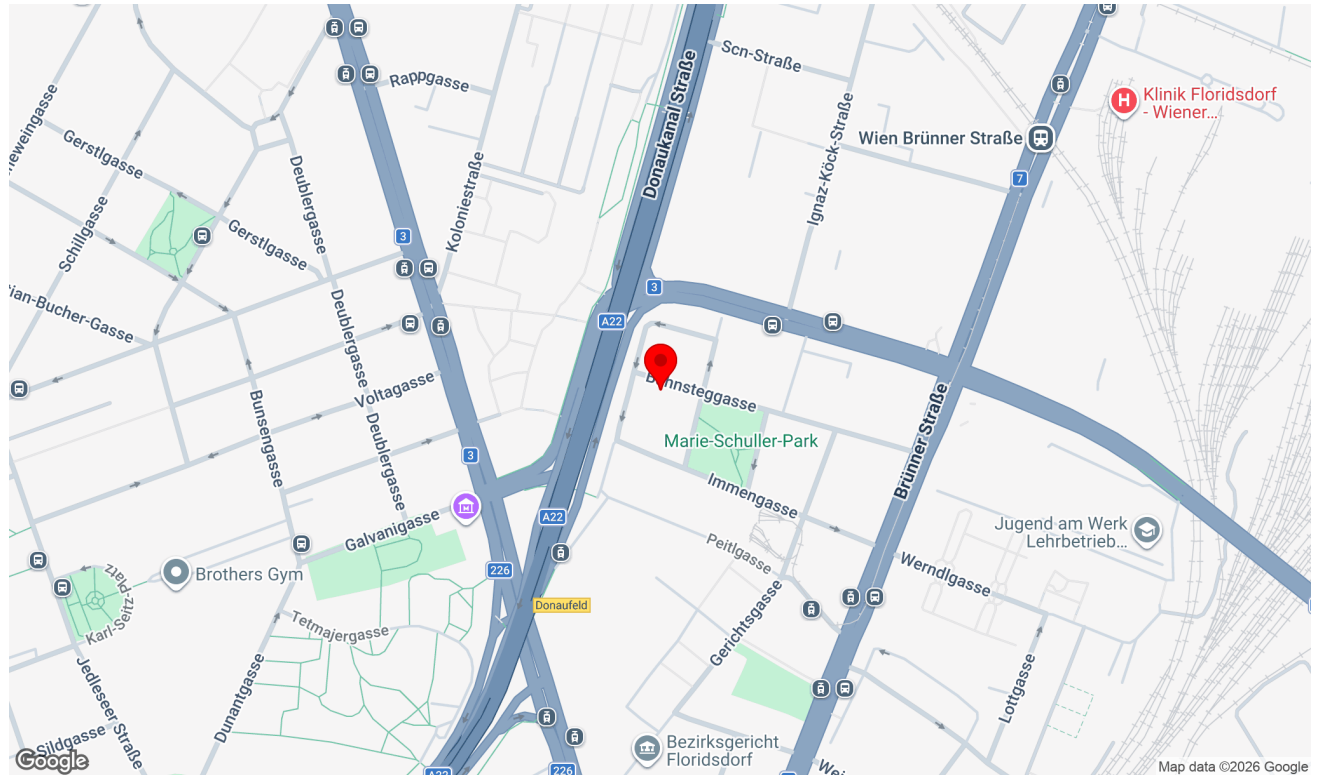 Scn-Straße
Rappgasse
Donaukanal Straße
Klinik Floridsdorf
- Wiener...
Wien Brünner Straße
Gerstlgasse
Deublergasse
Koloniestraße
Ignaz-Köck-Straße
7
Schillgasse
Gerstlgasse
3
3
A22
Deublergasse
tian-Bucher-Gasse
Voltagasse
Bunsengasse
Deublergasse
Marie-Schuller-Park
Brünner Straße
3
Immengasse
A22
Galvanigasse
Jugend am Werk
Lehrbetrieb...
Peitlgasse
Werndlgasse
226
Brothers Gym
Karl-Seitz-Platz
Donaufeld
Tetmajergasse
Gerichtsgasse
Lottgasse
Dunantgasse
Jedleseer Straße
Sildgasse
Bezirksgericht
Floridsdorf
Google
A22
226
Map data ©2026 Google